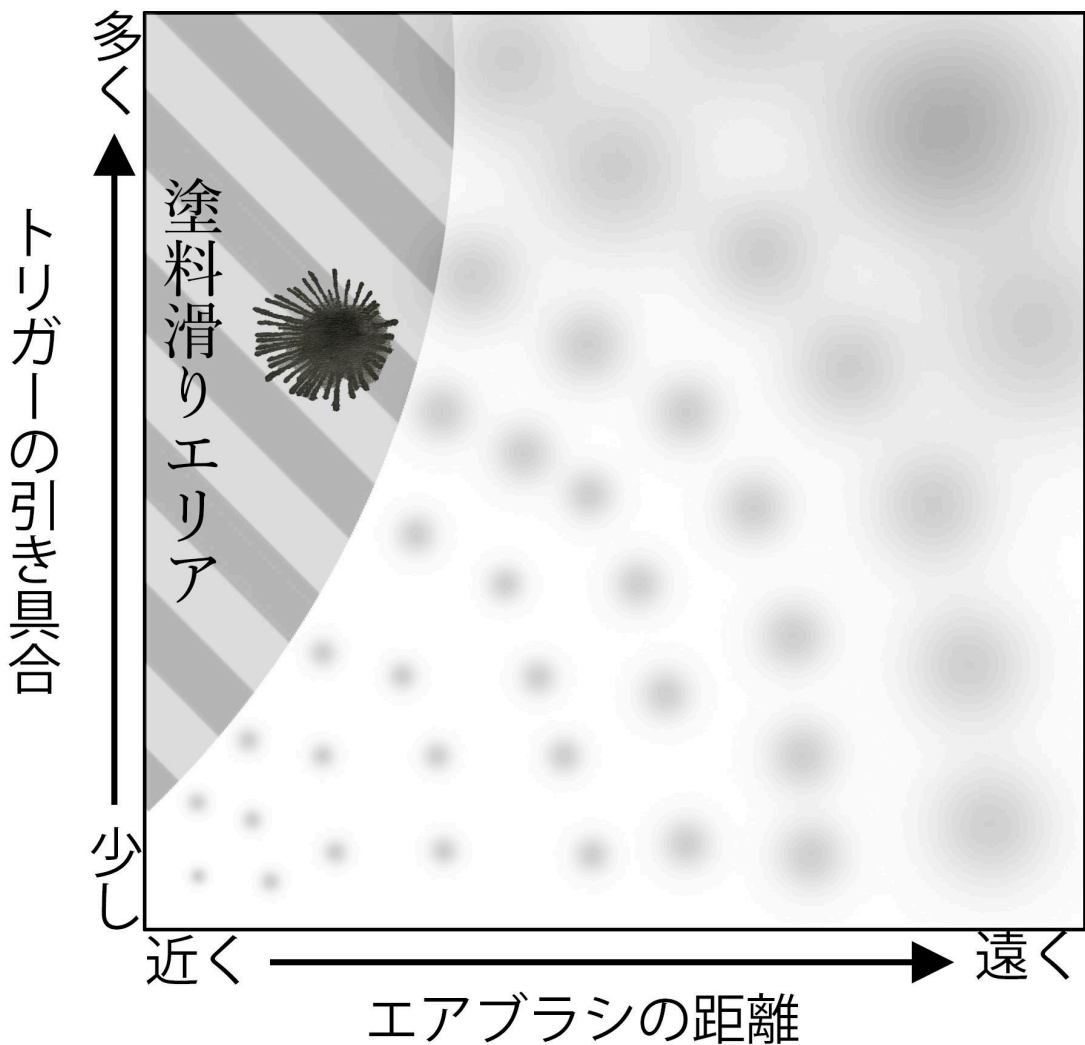 多く
トリガーの引き具合
塗料滑りエリア
少し
近く
遠く
エアブラシの距離